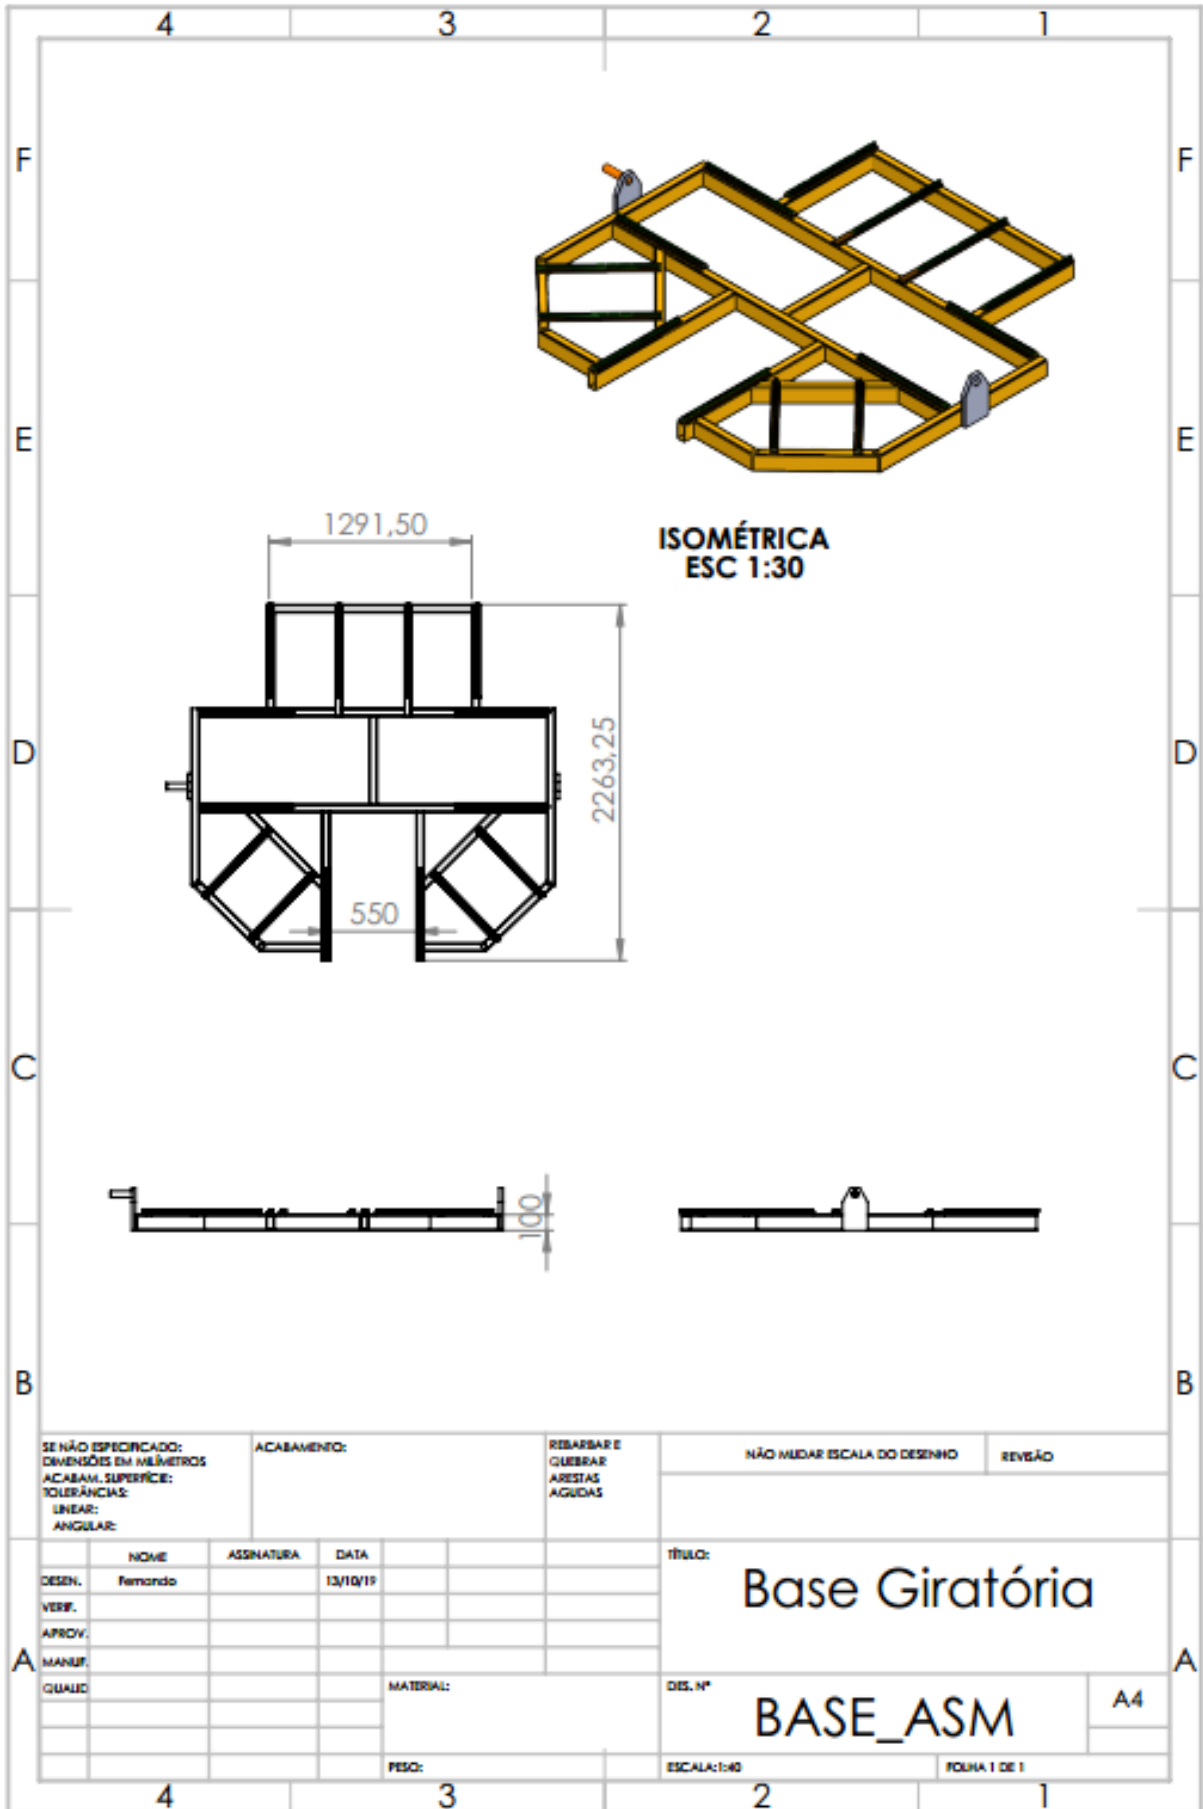 4 3 2 1
F F
E E
ISOMÉTRICA
ESC 1:30
1291,50
2263,25
550
D D
C C
100
B B
SE NÃO ESPECIFICADO:
DIMENSÕES EM MILÍMETROS
ACABAM. SUPERFÍCIE:
TOLERÂNCIAS:
LINEAR:
ANGULAR:
ACABAMENTO:
REBARBAR E
QUEBRAR
ARESTAS
AGUDAS
NÃO MUDAR ESCALA DO DESENHO
REVISÃO
NOME ASSINATURA DATA
DESEN. Fernando 13/10/19
VERIF.
APROV.
MANUF.
QUALID
MATERIAL:
PESO:
TÍTULO:
Base Giratória
DES. Nº
BASE_ASM
A4
ESCALA:1:40
FOLHA 1 DE 1
A A
4 3 2 1